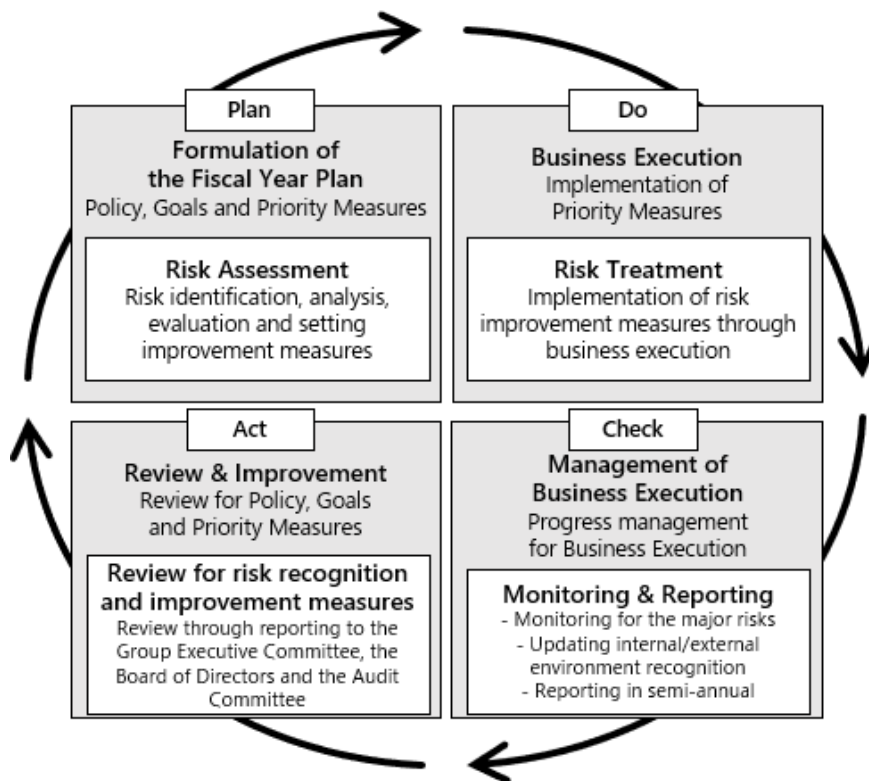 Plan
Formulation of
the Fiscal Year Plan
Policy, Goals and Priority Measures
Risk Assessment
Risk identification, analysis,
evaluation and setting
improvement measures
Do
Business Execution
Implementation of
Priority Measures
Risk Treatment
Implementation of risk
improvement measures through
business execution
Act
Review & Improvement
Review for Policy, Goals
and Priority Measures
Review for risk recognition
and improvement measures
Review through reporting to the
Group Executive Committee, the
Board of Directors and the Audit
Committee
Check
Management of
Business Execution
Progress management
for Business Execution
Monitoring & Reporting
- Monitoring for the major risks
- Updating internal/external
environment recognition
- Reporting in semi-annual